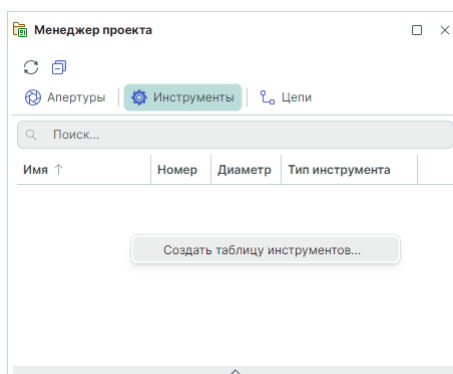 Менеджер проекта
Апертуры Инструменты Цепи
Поиск...
Имя ↑ Номер Диаметр Тип инструмента
Создать таблицу инструментов...